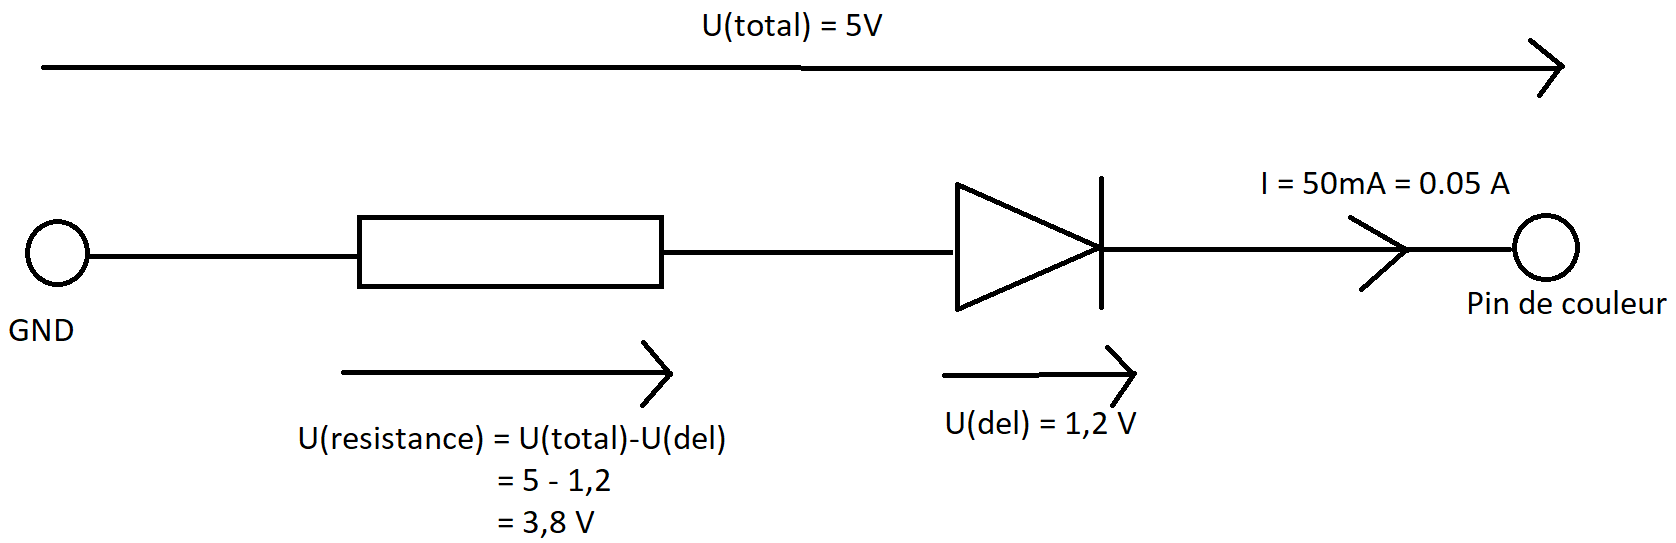 U(total) = 5V
I = 50mA = 0.05 A
GND
Pin de couleur
U(resistance) = U(total)-U(del)
= 5 - 1,2
= 3,8 V
U(del) = 1,2 V